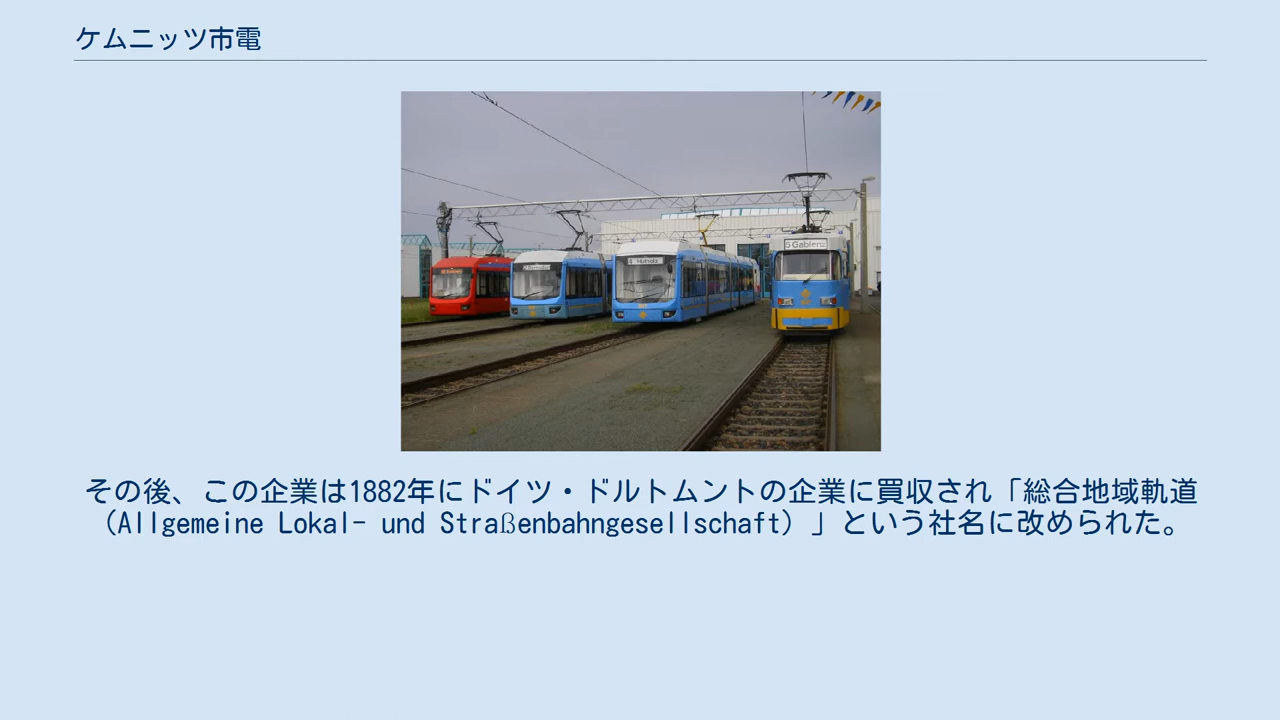 ケムニッツ市電
5 Gablenz
その後、この企業は1882年にドイツ・ドルトムントの企業に買収され「総合地域軌道
（Allgemeine Lokal- und Straßenbahngesellschaft）」という社名に改められた。